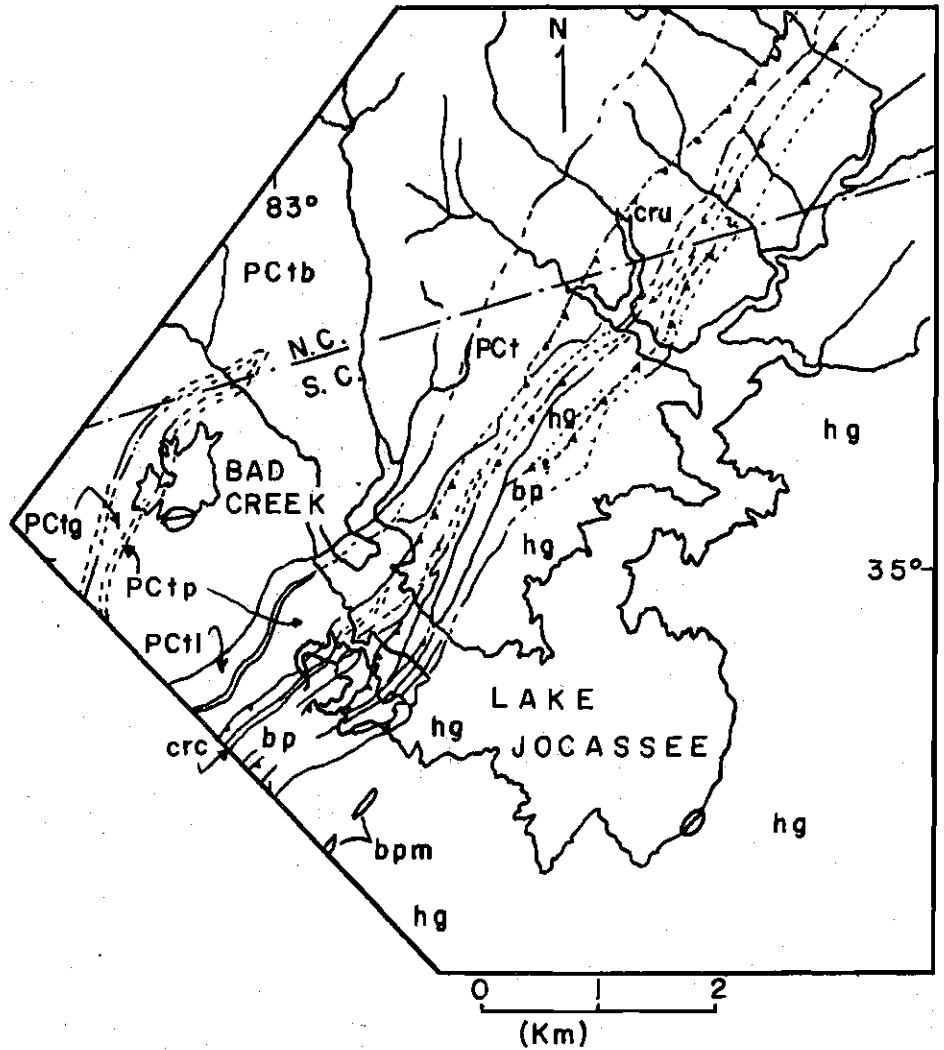 N
83°
cru
PCtb
N.C.
S.C.
PCt
hg
hg
BAD
CREEK
bp
PCtg
hg
35°
PCtp
PCtl
LAKE
JOCASSEE
hg
bp
crc
hg
bpm
hg
0 1 2
(Km)